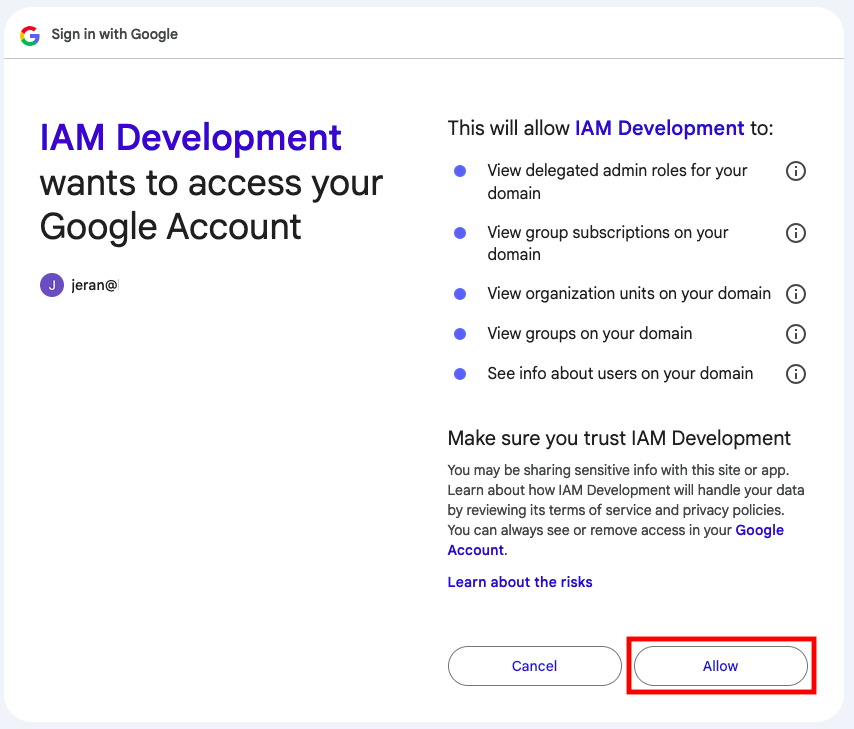 Sign in with Google
IAM Development
wants to access your
Google Account
J
jeran@
This will allow IAM Development to:
View delegated admin roles for your
domain
View group subscriptions on your
domain
View organization units on your domain
View groups on your domain
See info about users on your domain
Make sure you trust IAM Development
You may be sharing sensitive info with this site or app.
Learn about how IAM Development will handle your data
by reviewing its terms of service and privacy policies.
You can always see or remove access in your Google
Account.
Learn about the risks
Cancel
Allow